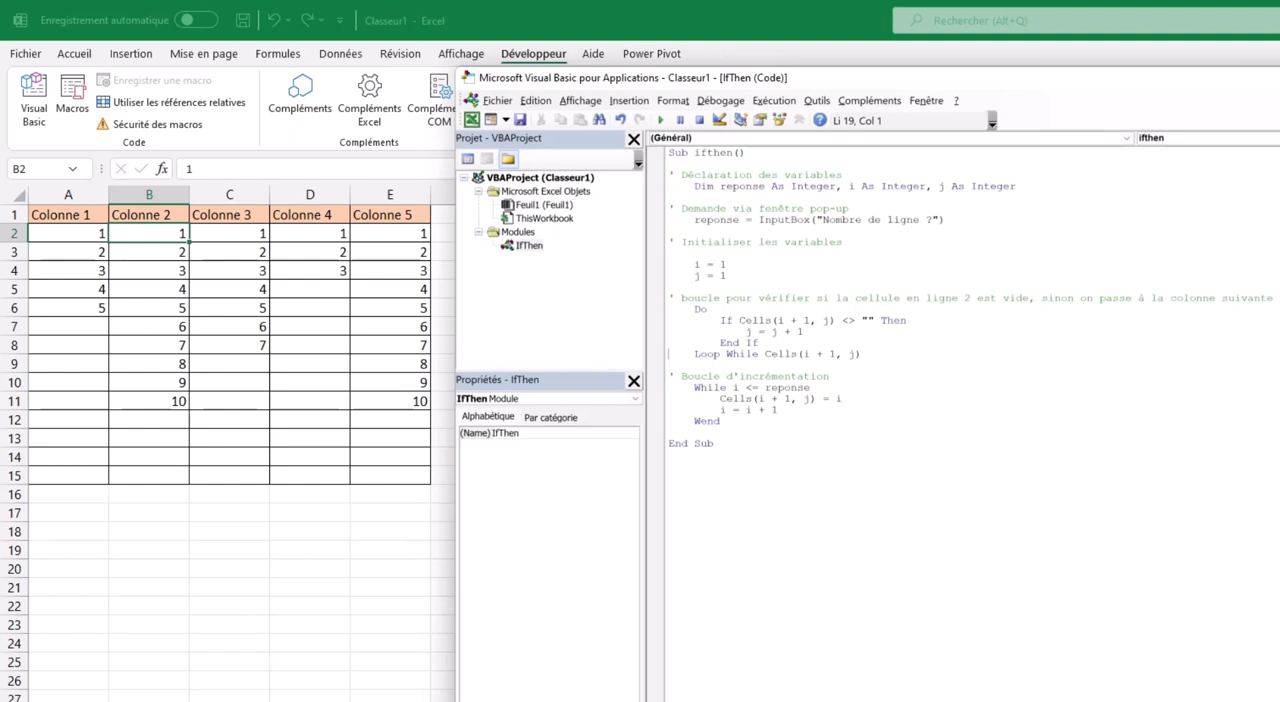 Enregistrement automatique
Classeur1 - Excel
Rechercher (Alt+Q)
Fichier Accueil Insertion Mise en page Formules Données Révision Affichage Développeur Aide Power Pivot
Visual Basic
Macros
Enregistrer une macro
Utiliser les références relatives
Sécurité des macros
Code
Compléments
Compléments Excel
Compléme COM
Compléments
B2
fx
1
A B C D E
1 Colonne 1 Colonne 2 Colonne 3 Colonne 4 Colonne 5
2 1 1 1 1 1
3 2 2 2 2 2
4 3 3 3 3 3
5 4 4 4 4
6 5 5 5 5
7 6 6 6
8 7 7 7
9 8 8
10 9 9
11 10 10
12
13
14
15
16
17
18
19
20
21
22
23
24
25
26
27
Microsoft Visual Basic pour Applications - Classeur1 - [IfThen (Code)]
Fichier Edition Affichage Insertion Format Débogage Exécution Outils Compléments Fenêtre ?
Li 19, Col 1
Projet - VBAProject
VBAProject (Classeur1)
Microsoft Excel Objets
Feuil1 (Feuil1)
ThisWorkbook
Modules
IfThen
Propriétés - IfThen
IfThen Module
Alphabétique Par catégorie
(Name) IfThen
(Général) ifthen
Sub ifthen()
' Déclaration des variables
Dim reponse As Integer, i As Integer, j As Integer
' Demande via fenêtre pop-up
reponse = InputBox("Nombre de ligne ?")
' Initialiser les variables
i = 1
j = 1
' boucle pour vérifier si la cellule en ligne 2 est vide, sinon on passe à la colonne suivante
Do
If Cells(i + 1, j) <> "" Then
j = j + 1
End If
Loop While Cells(i + 1, j)
' Boucle d'incrémentation
While i <= reponse
Cells(i + 1, j) = i
i = i + 1
Wend
End Sub